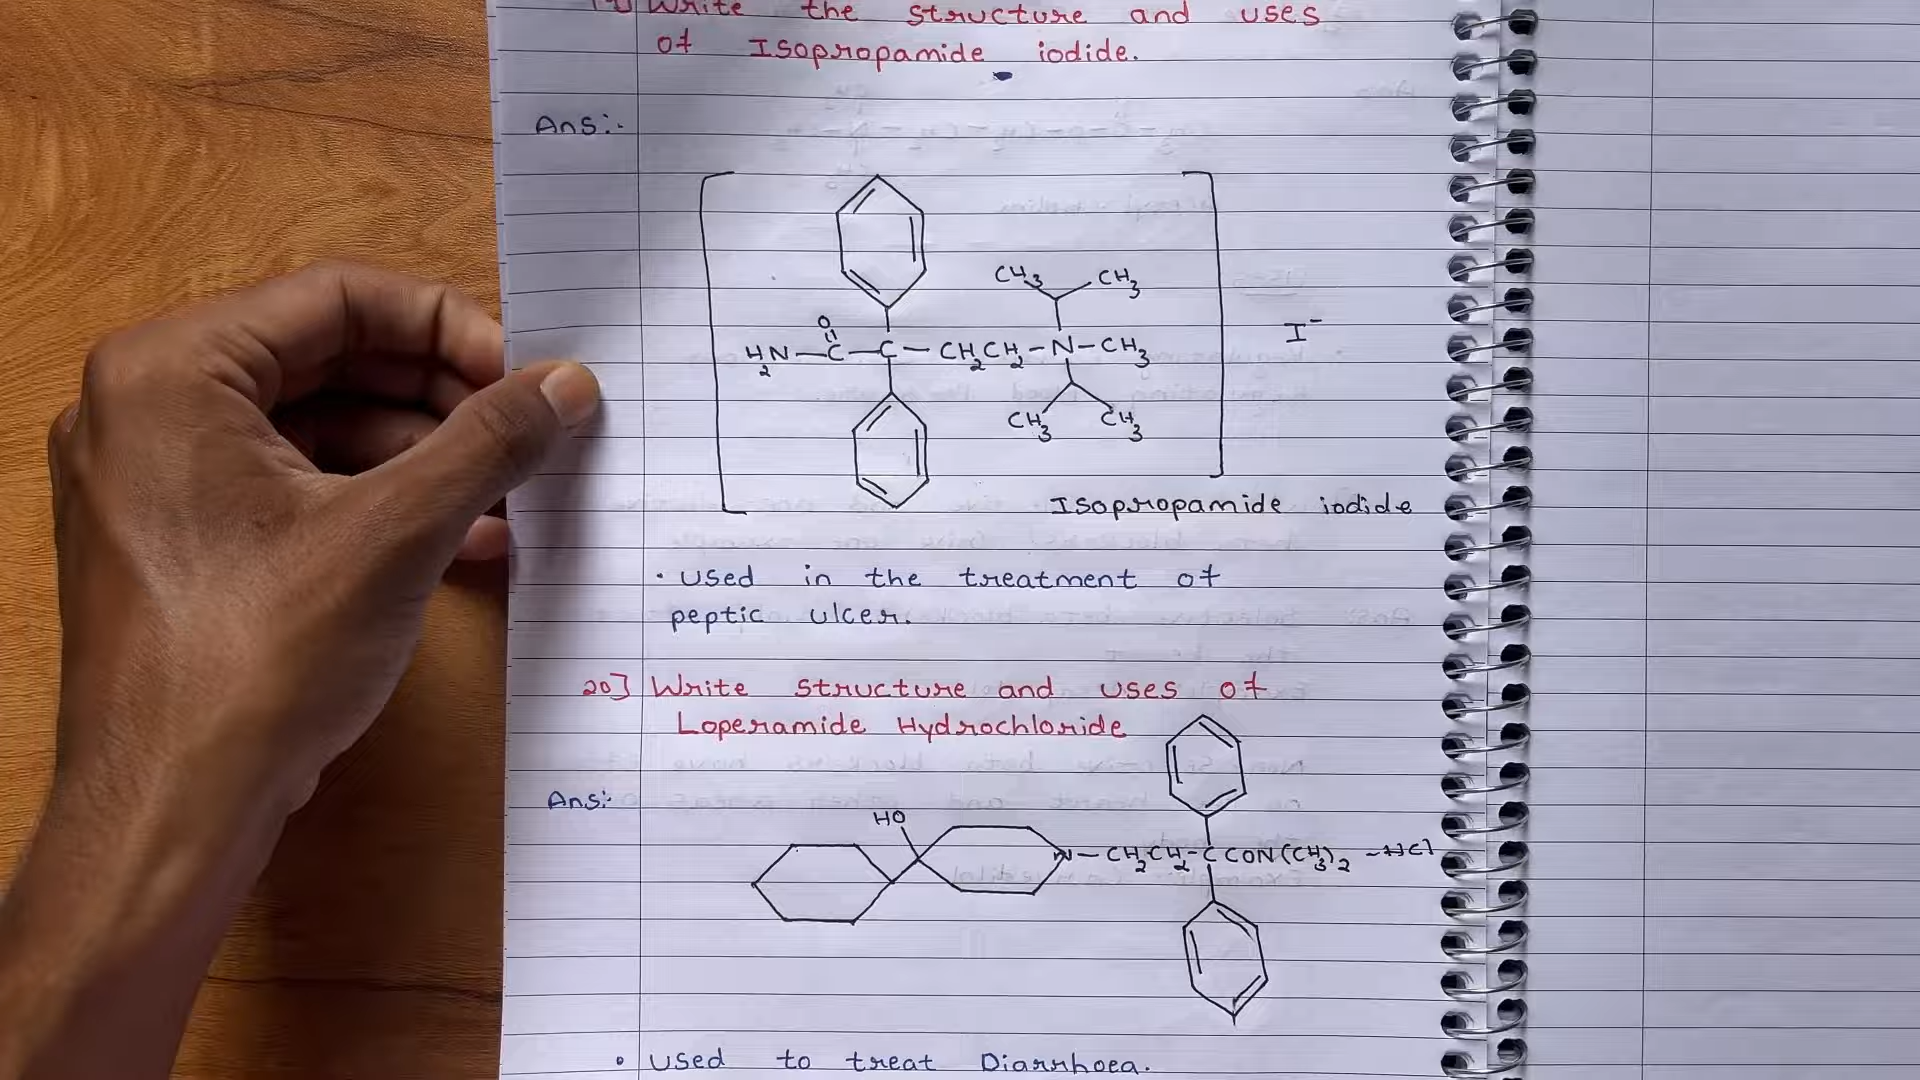 Write the structure and uses
of Isopropamide iodide.
Ans:-
CH3 CH3
O
H2N-C-C-CH2CH2-N-CH3
I-
CH3 CH3
Isopropamide iodide
• used in the treatment of
peptic ulcer.
20] Write structure and uses of
Loperamide Hydrochloride
Ans:-
HO
N-CH2CH2-C CON(CH3)2 -HCl
• used to treat Diarrhoea.